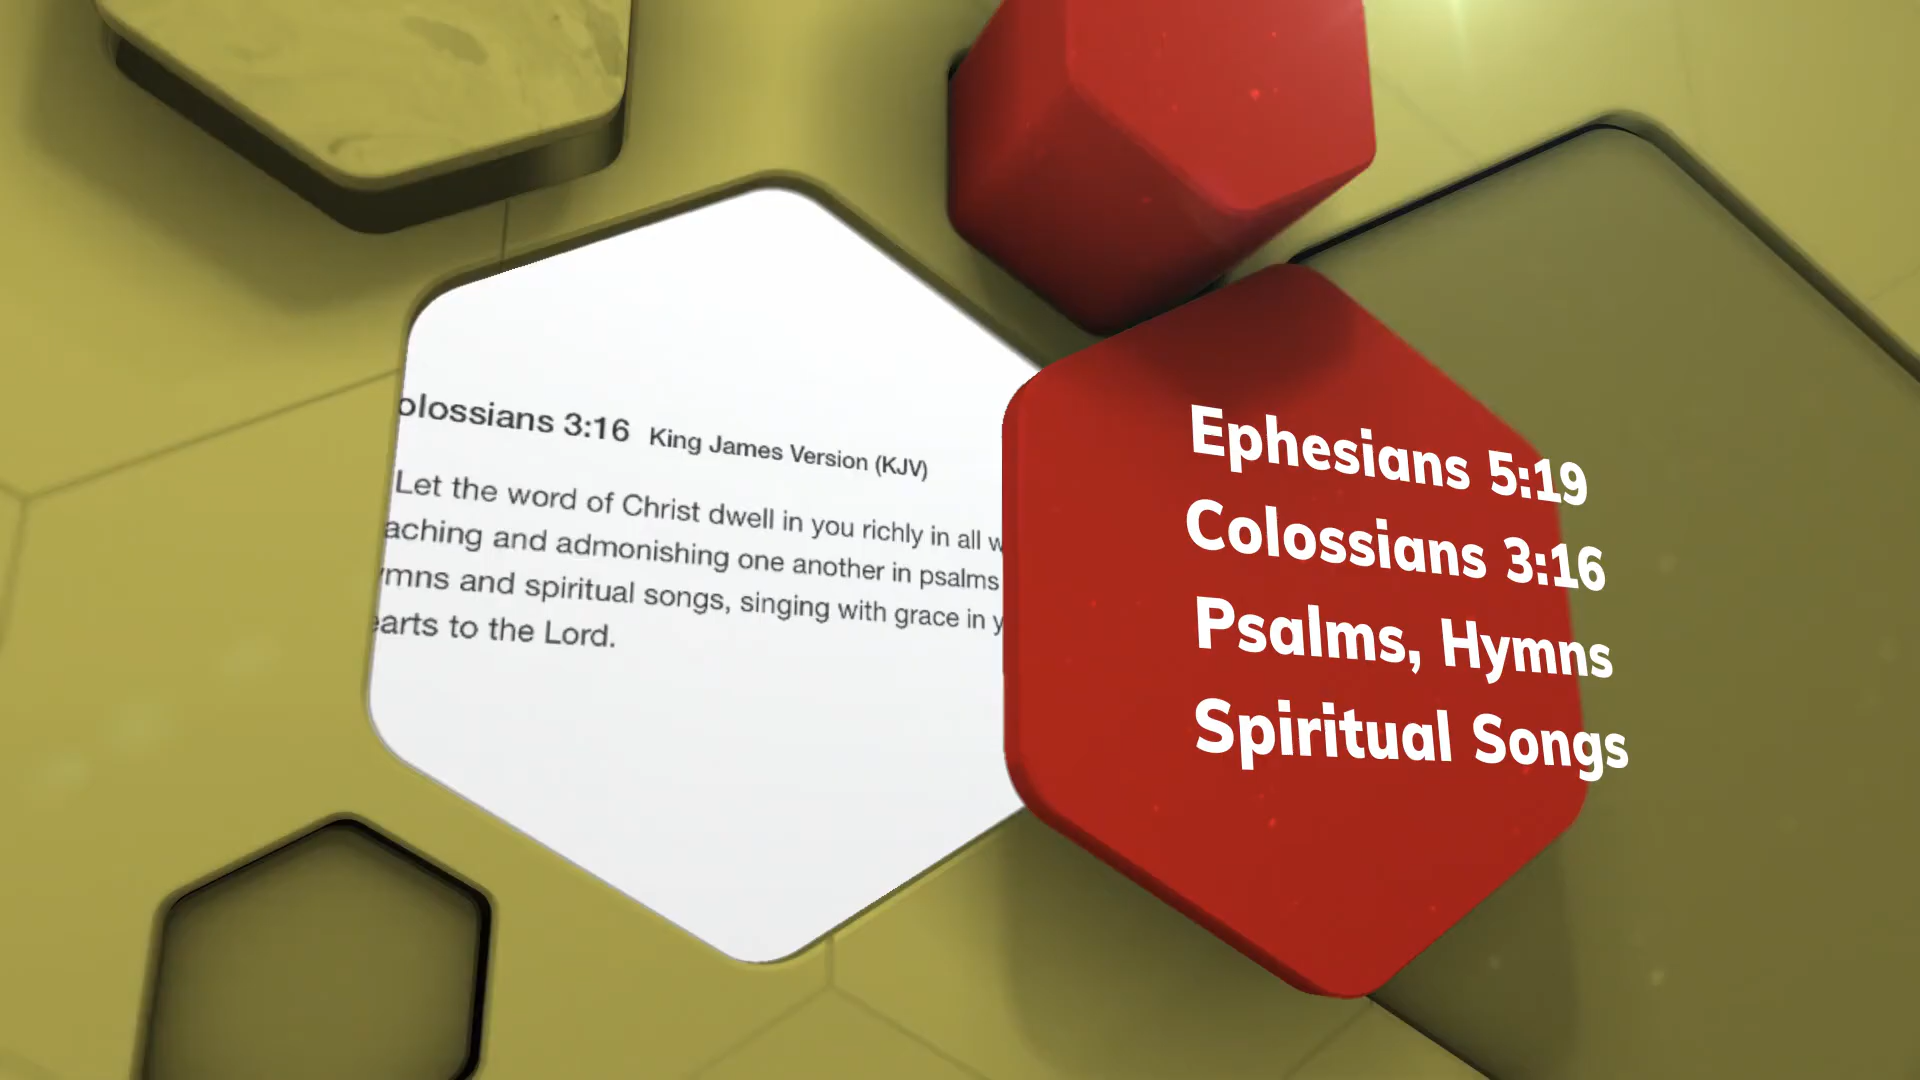 olossians 3:16 King James Version (KJV)
Let the word of Christ dwell in you richly in all w
aching and admonishing one another in psalms
mns and spiritual songs, singing with grace in y
earts to the Lord.
Ephesians 5:19
Colossians 3:16
Psalms, Hymns
Spiritual Songs